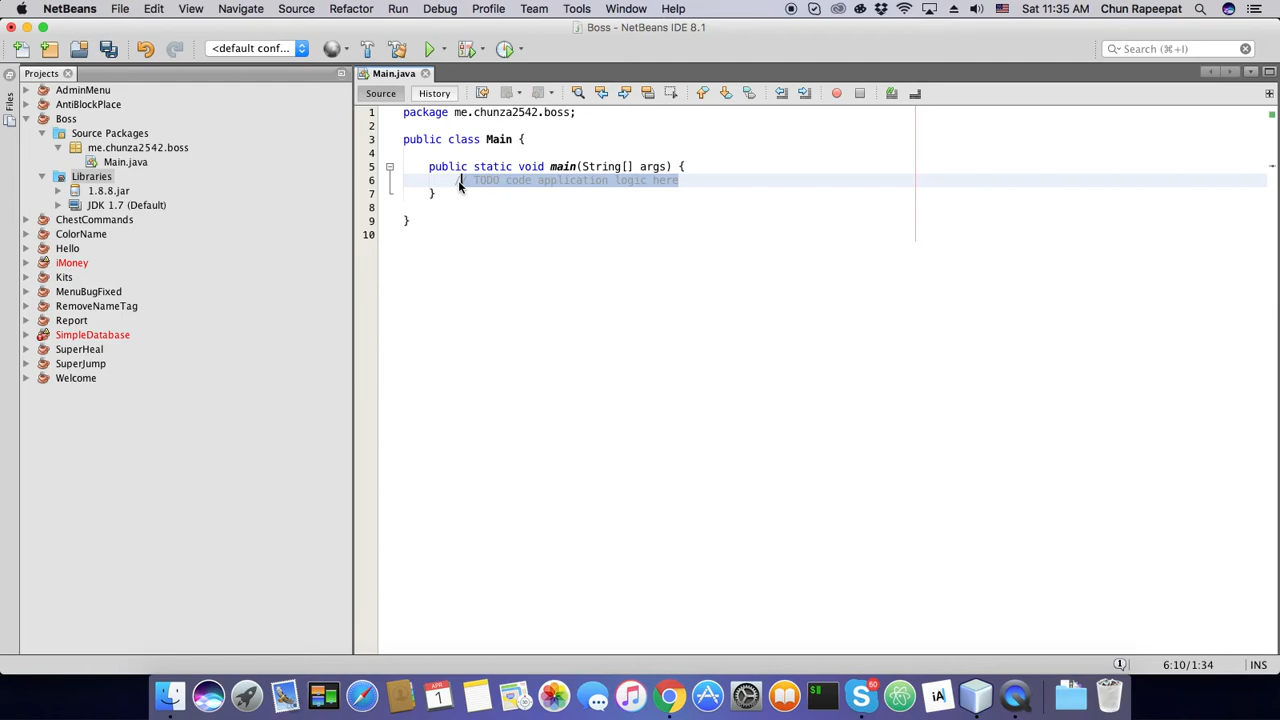 NetBeans File Edit View Navigate Source Refactor Run Debug Profile Team Tools Window Help Sat 11:35 AM Chun Rapeepat
Boss - NetBeans IDE 8.1
<default conf... Search (⌘+I)
Projects
Main.java
Files
Source History
AdminMenu
AntiBlockPlace
Boss
Source Packages
me.chunza2542.boss
Main.java
Libraries
1.8.8.jar
JDK 1.7 (Default)
ChestCommands
ColorName
Hello
iMoney
Kits
MenuBugFixed
RemoveNameTag
Report
SimpleDatabase
SuperHeal
SuperJump
Welcome
1 package me.chunza2542.boss;
2
3 public class Main {
4
5 public static void main(String[] args) {
6 // TODO code application logic here
7 }
8
9 }
10
6:10/1:34 INS
APR
1
50
iA